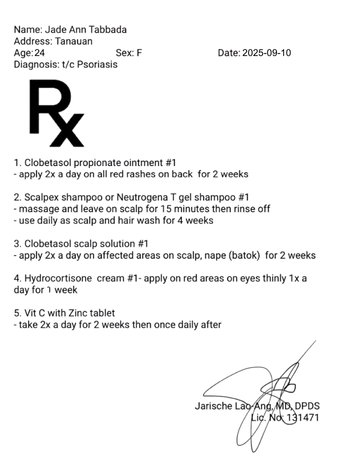 Name: Jade Ann Tabbada
Address: Tanauan
Age: 24 Sex: F Date: 2025-09-10
Diagnosis: t/c Psoriasis
Rx
1. Clobetasol propionate ointment #1
- apply 2x a day on all red rashes on back for 2 weeks
2. Scalpex shampoo or Neutrogena T gel shampoo #1
- massage and leave on scalp for 15 minutes then rinse off
- use daily as scalp and hair wash for 4 weeks
3. Clobetasol scalp solution #1
- apply 2x a day on affected areas on scalp, nape (batok) for 2 weeks
4. Hydrocortisone cream #1- apply on red areas on eyes thinly 1x a
day for 1 week
5. Vit C with Zinc tablet
- take 2x a day for 2 weeks then once daily after
Jarische Lao-Ang, MD, DPDS
Lic. No: 131471